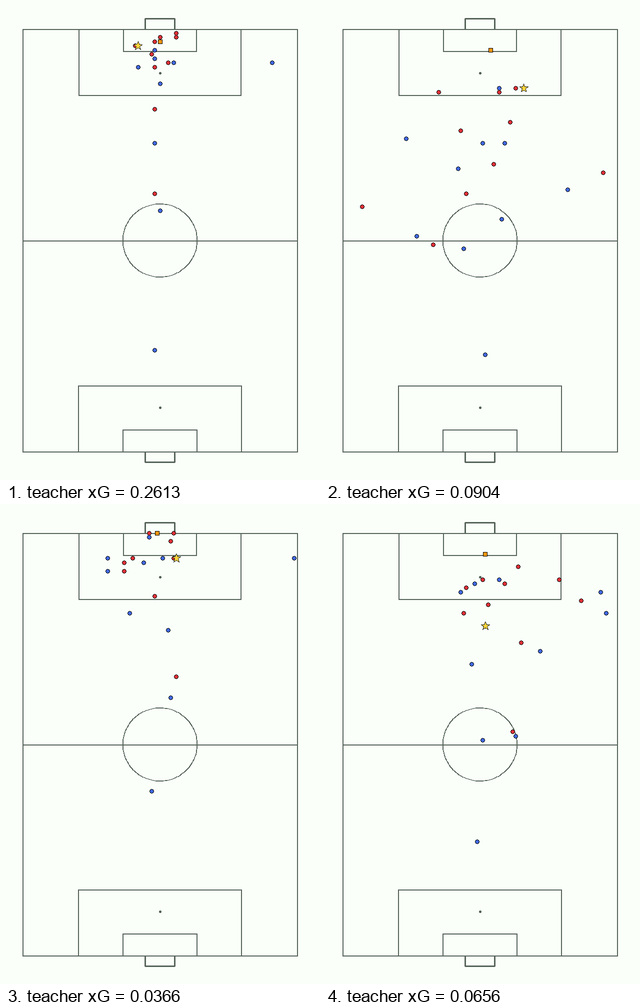 1. teacher xG = 0.2613
2. teacher xG = 0.0904
3. teacher xG = 0.0366
4. teacher xG = 0.0656